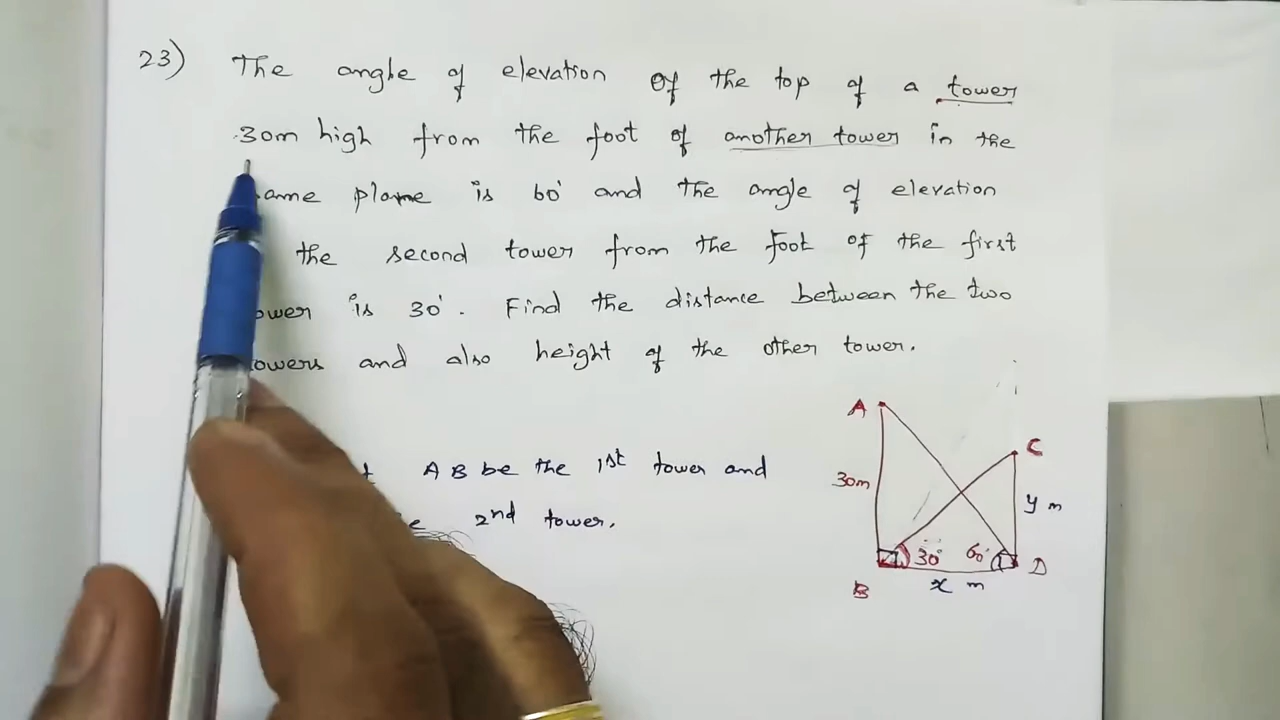 23) The angle of elevation of the top of a tower
30m high from the foot of another tower in the
plane is 60° and the angle of elevation
the second tower from the foot of the first
is 30°. Find the distance between the two
and also height of the other tower.
A
C
30m
AB be the 1st tower and
y m
2nd tower.
30° 60° D
B x m